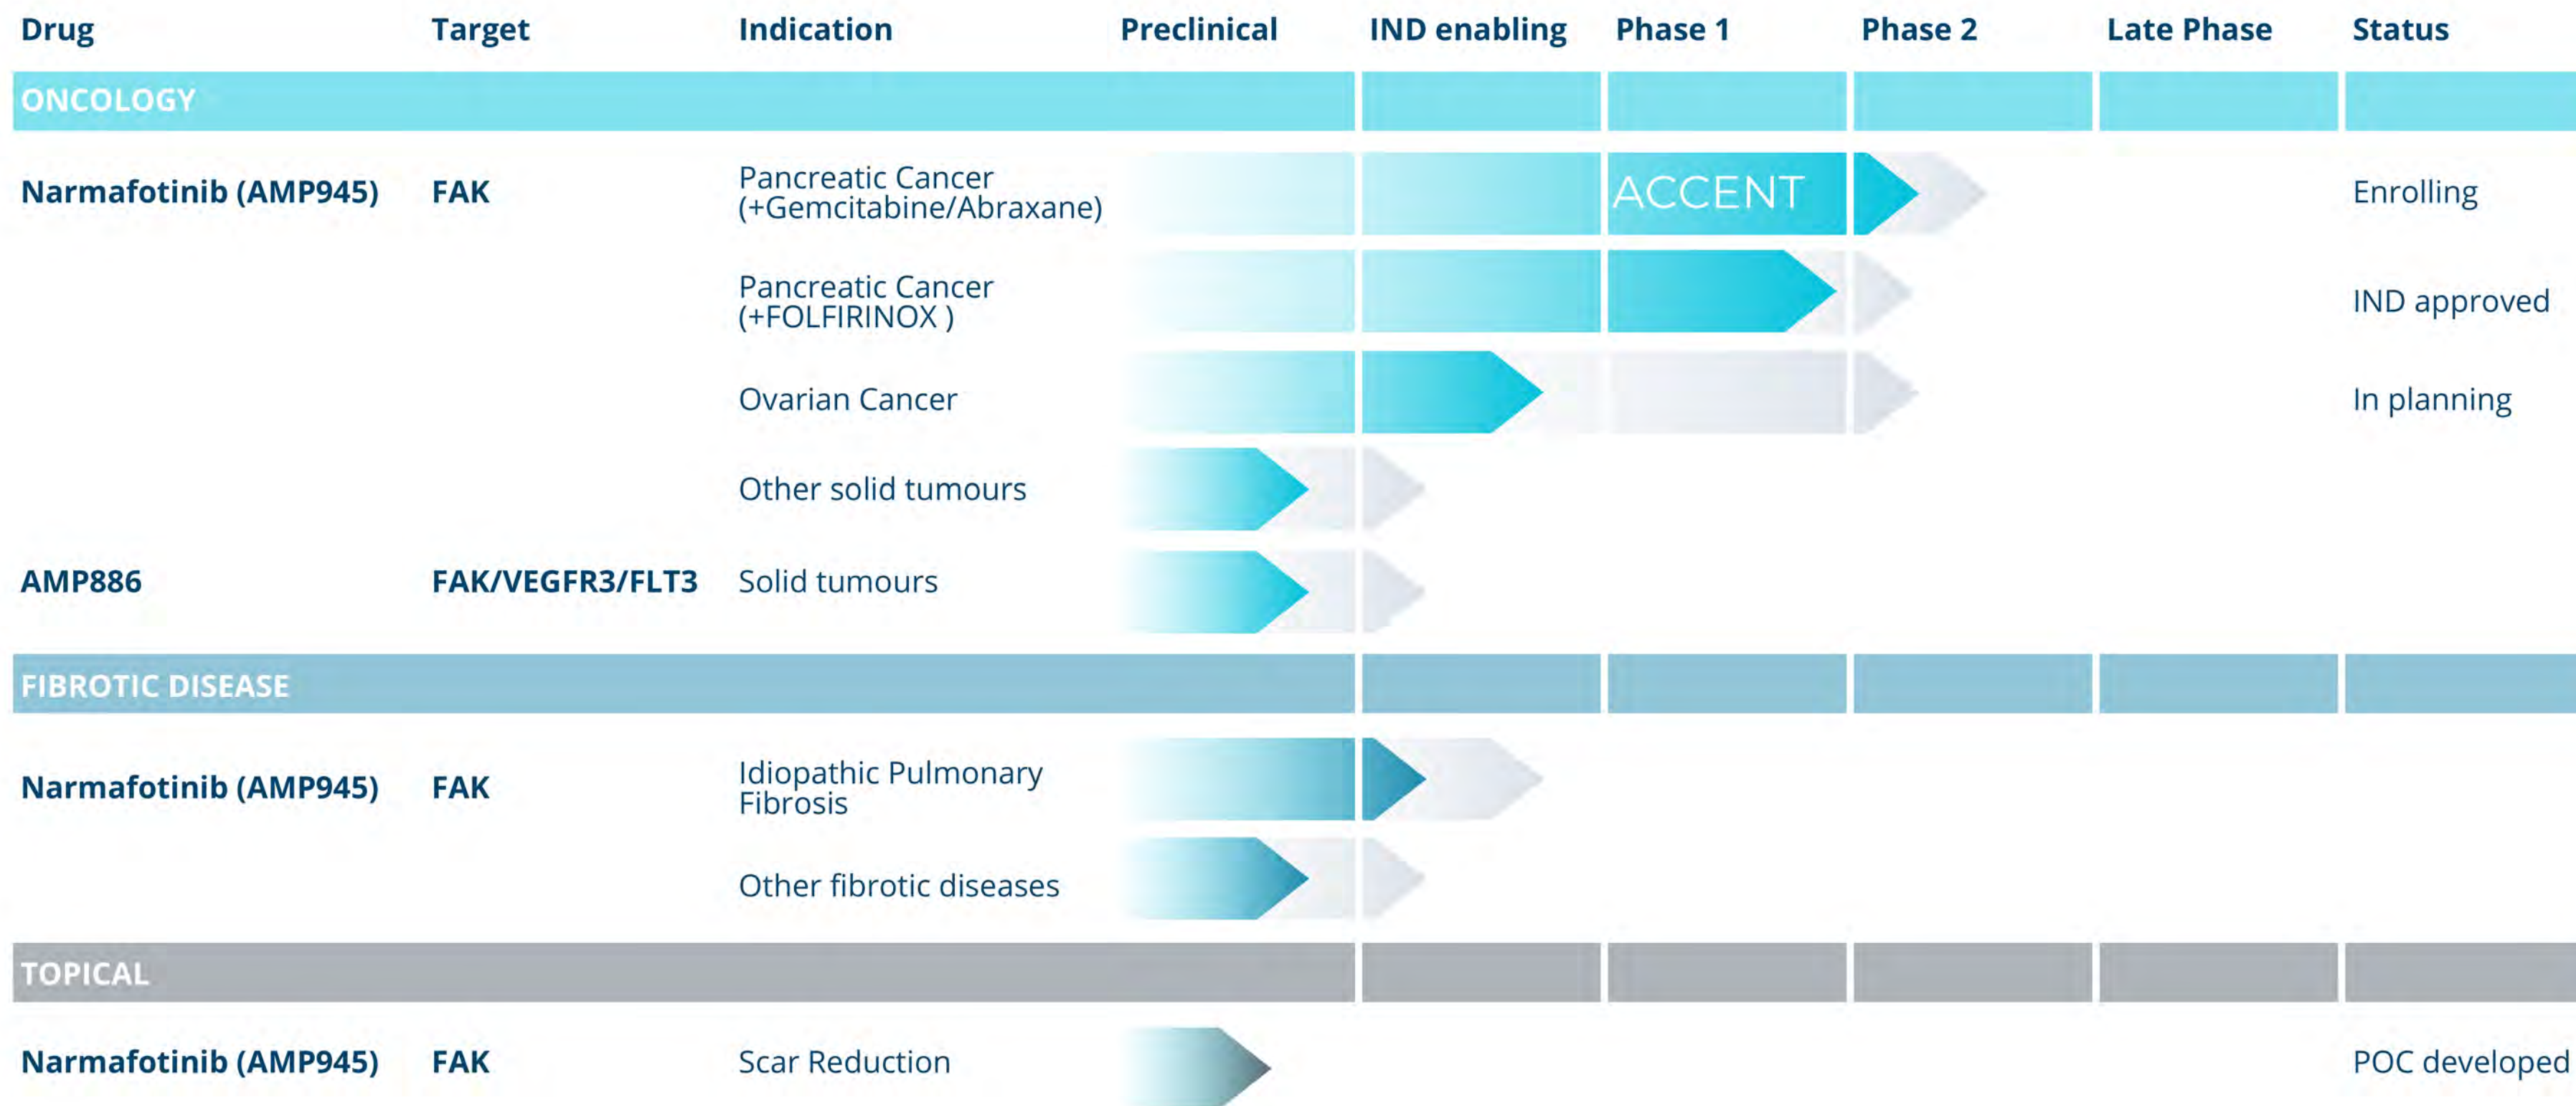 Drug Target Indication Preclinical IND enabling Phase 1 Phase 2 Late Phase Status
ONCOLOGY
Narmafotinib (AMP945) FAK Pancreatic Cancer
(+Gemcitabine/Abraxane)
ACCENT
Enrolling
Pancreatic Cancer
(+FOLFIRINOX )
IND approved
Ovarian Cancer In planning
Other solid tumours
AMP886 FAK/VEGFR3/FLT3 Solid tumours
FIBROTIC DISEASE
Narmafotinib (AMP945) FAK Idiopathic Pulmonary
Fibrosis
Other fibrotic diseases
TOPICAL
Narmafotinib (AMP945) FAK Scar Reduction POC developed